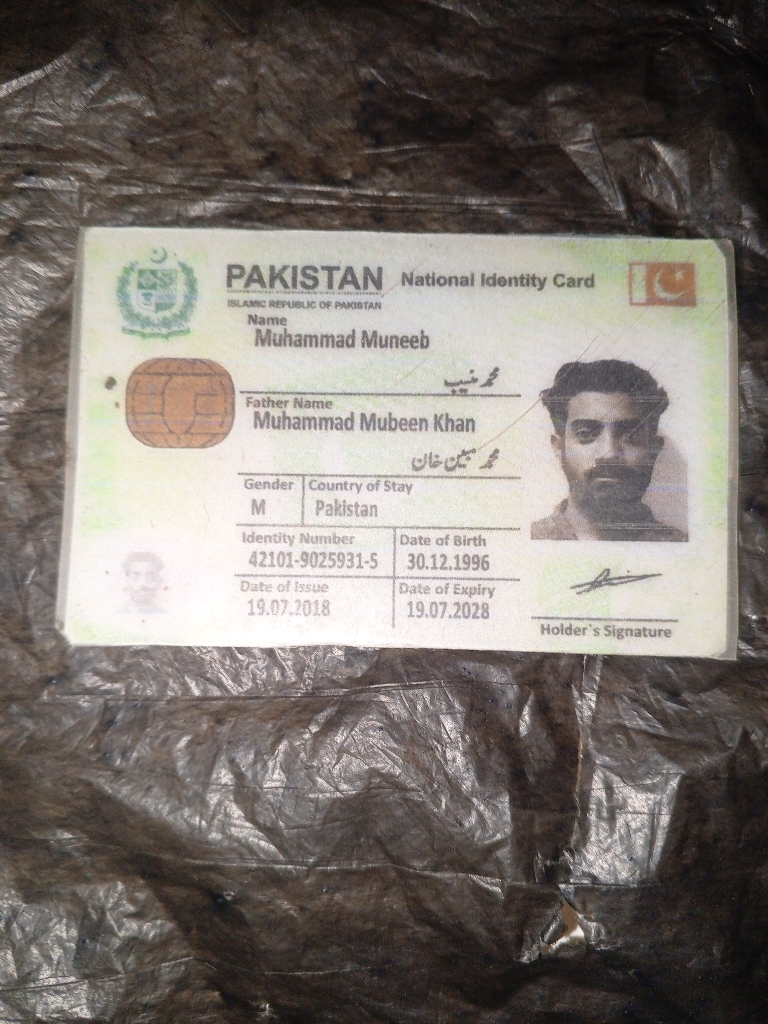 PAKISTAN National Identity Card
ISLAMIC REPUBLIC OF PAKISTAN
Name
Muhammad Muneeb
محمد منیب
Father Name
Muhammad Mubeen Khan
محمد مبین خان
Gender Country of Stay
M Pakistan
Identity Number Date of Birth
42101-9025931-5 30.12.1996
Date of Issue Date of Expiry
19.07.2018 19.07.2028
Holder's Signature